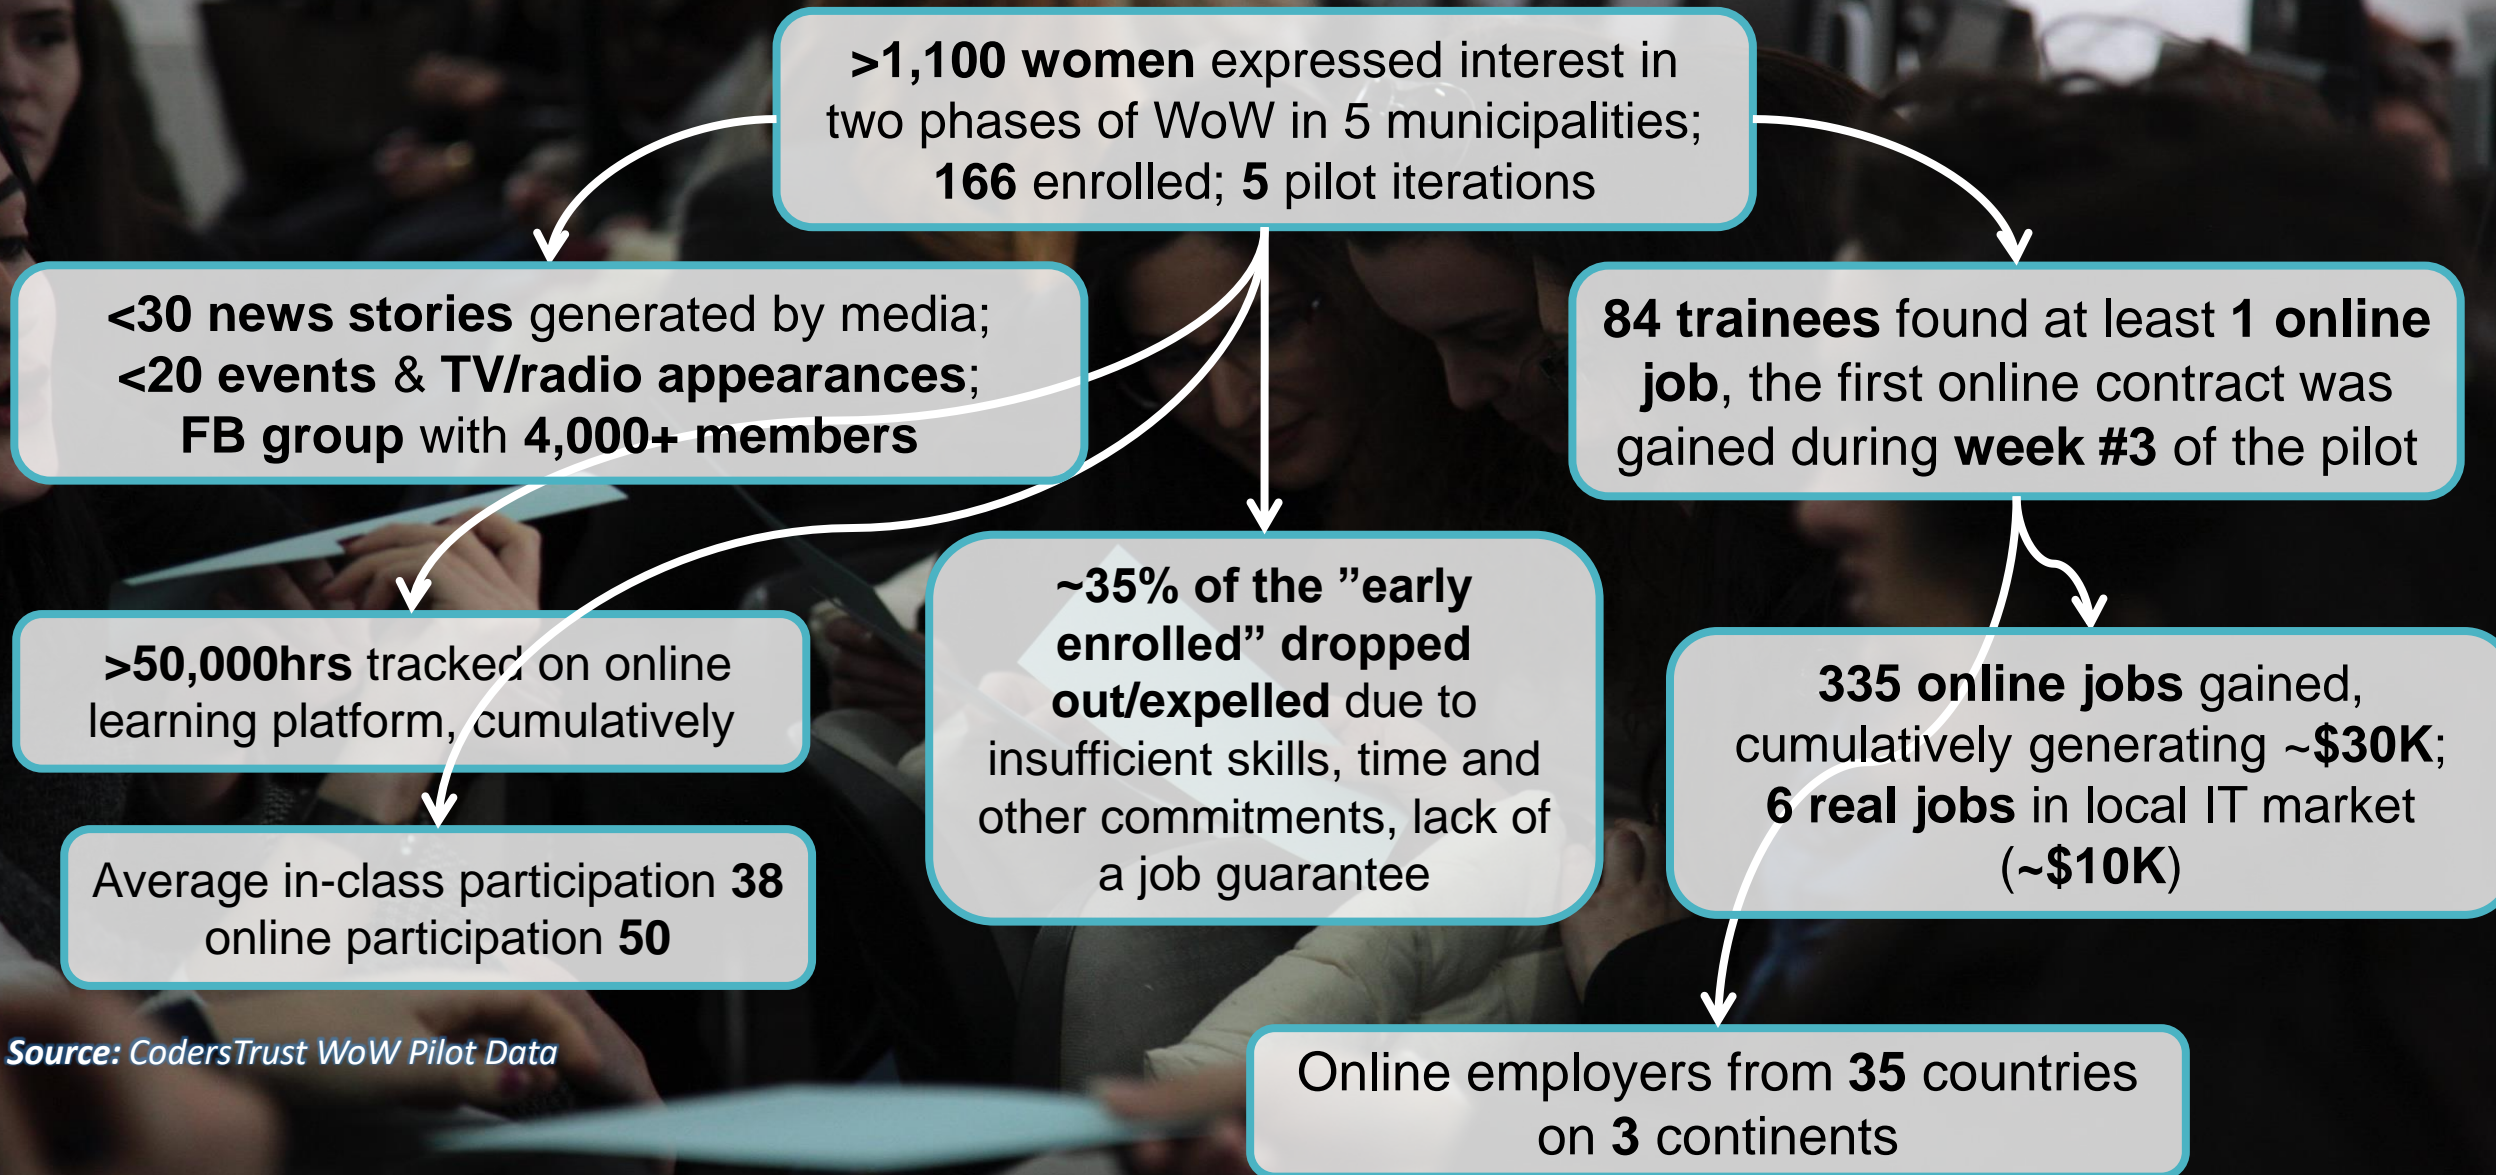 >1,100 women expressed interest in
two phases of WoW in 5 municipalities;
166 enrolled; 5 pilot iterations
<30 news stories generated by media;
<20 events & TV/radio appearances;
FB group with 4,000+ members
84 trainees found at least 1 online
job, the first online contract was
gained during week #3 of the pilot
>50,000hrs tracked on online
learning platform, cumulatively
~35% of the ”early
enrolled” dropped
out/expelled due to
insufficient skills, time and
other commitments, lack of
a job guarantee
335 online jobs gained,
cumulatively generating ~$30K;
6 real jobs in local IT market
(~$10K)
Average in-class participation 38
online participation 50
Online employers from 35 countries
on 3 continents
Source: CodersTrust WoW Pilot Data